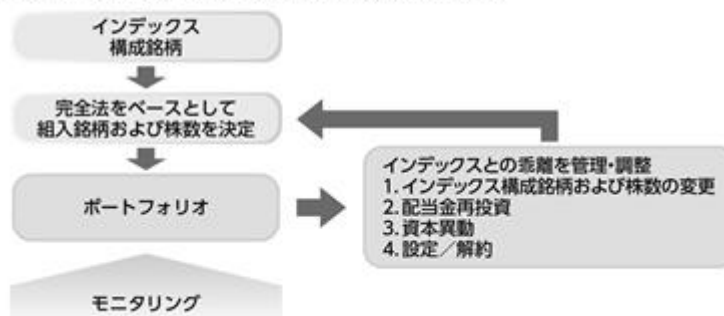 インデックス
構成銘柄
完全法をベースとして
組入銘柄および株数を決定
ポートフォリオ
インデックスとの乖離を管理・調整
1.インデックス構成銘柄および株数の変更
2.配当金再投資
3.資本異動
4.設定／解約
モニタリング